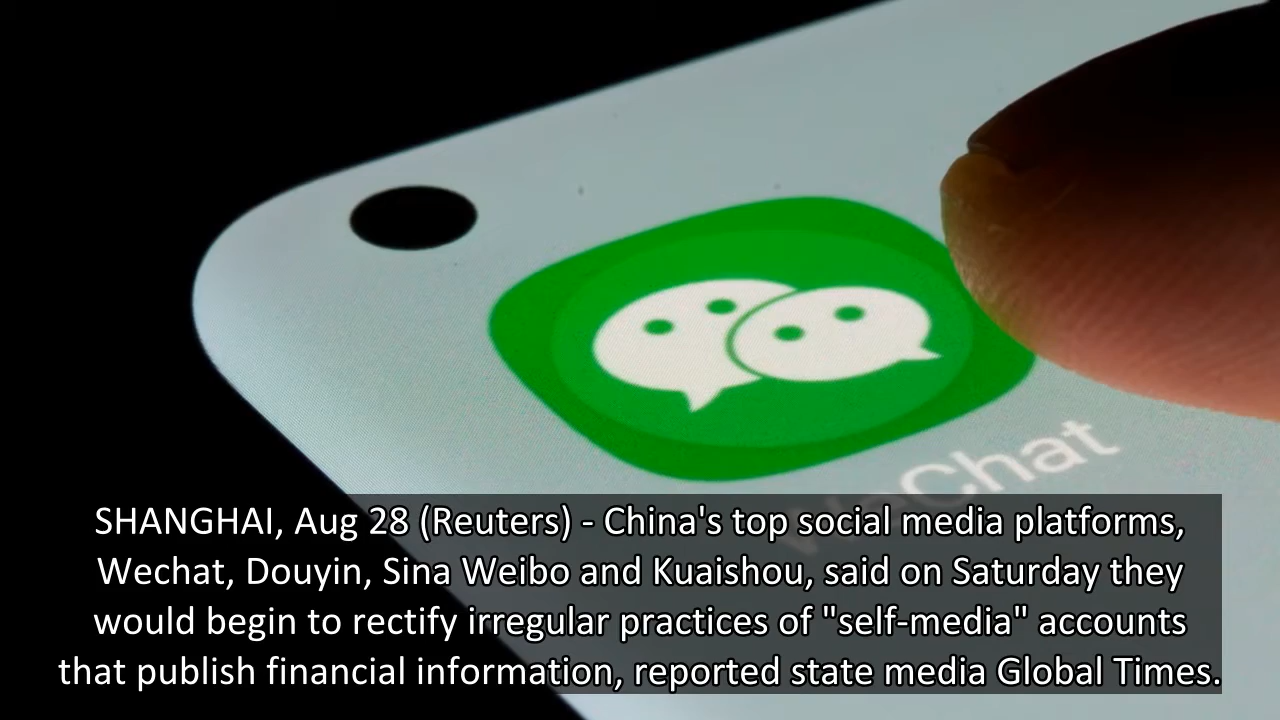 WeChat
SHANGHAI, Aug 28 (Reuters) - China's top social media platforms,
Wechat, Douyin, Sina Weibo and Kuaishou, said on Saturday they
would begin to rectify irregular practices of "self-media" accounts
that publish financial information, reported state media Global Times.